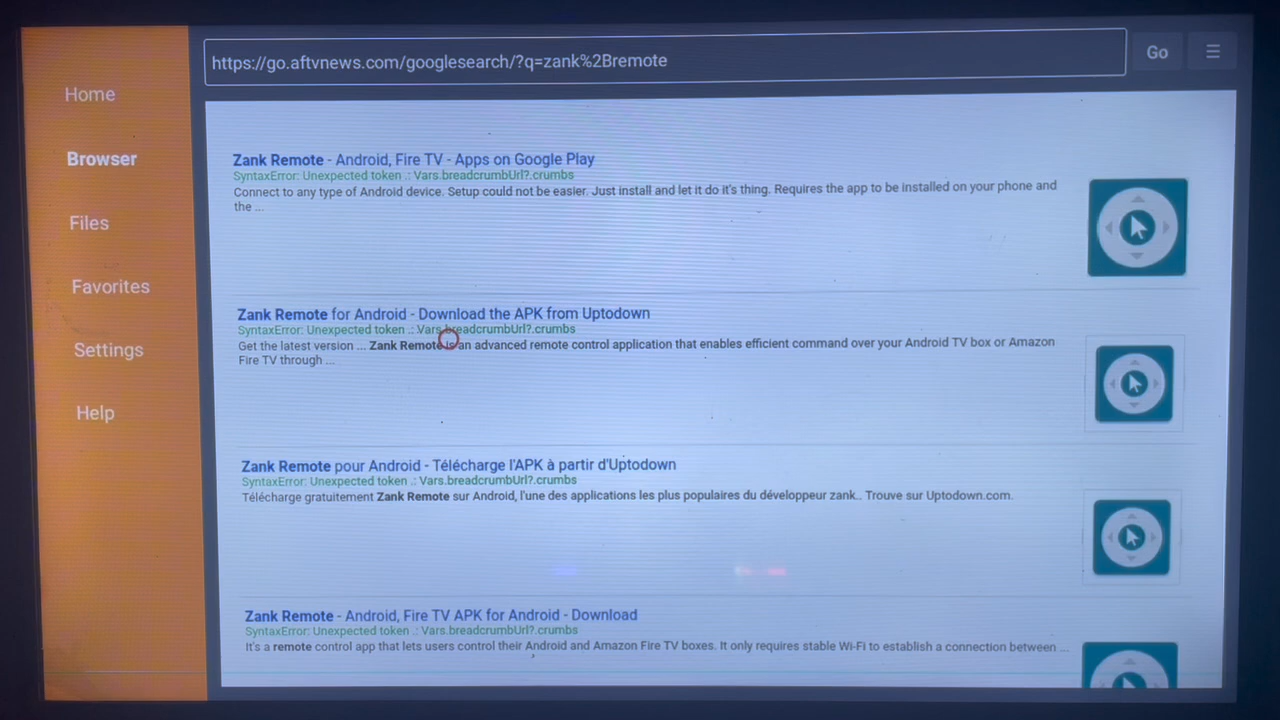 https://go.aftvnews.com/googlesearch/?q=zank%2Bremote
Go
Home
Browser
Files
Favorites
Settings
Help
Zank Remote - Android, Fire TV - Apps on Google Play
SyntaxError: Unexpected token .: Vars.breadcrumbUrl?.crumbs
Connect to any type of Android device. Setup could not be easier. Just install and let it do it's thing. Requires the app to be installed on your phone and
the ...
Zank Remote for Android - Download the APK from Uptodown
SyntaxError: Unexpected token .: Vars.breadcrumbUrl?.crumbs
Get the latest version ... Zank Remote is an advanced remote control application that enables efficient command over your Android TV box or Amazon
Fire TV through ...
Zank Remote pour Android - Télécharge l'APK à partir d'Uptodown
SyntaxError: Unexpected token .: Vars.breadcrumbUrl?.crumbs
Télécharge gratuitement Zank Remote sur Android, l'une des applications les plus populaires du développeur zank.. Trouve sur Uptodown.com.
Zank Remote - Android, Fire TV APK for Android - Download
SyntaxError: Unexpected token .: Vars.breadcrumbUrl?.crumbs
It's a remote control app that lets users control their Android and Amazon Fire TV boxes. It only requires stable Wi-Fi to establish a connection between ...